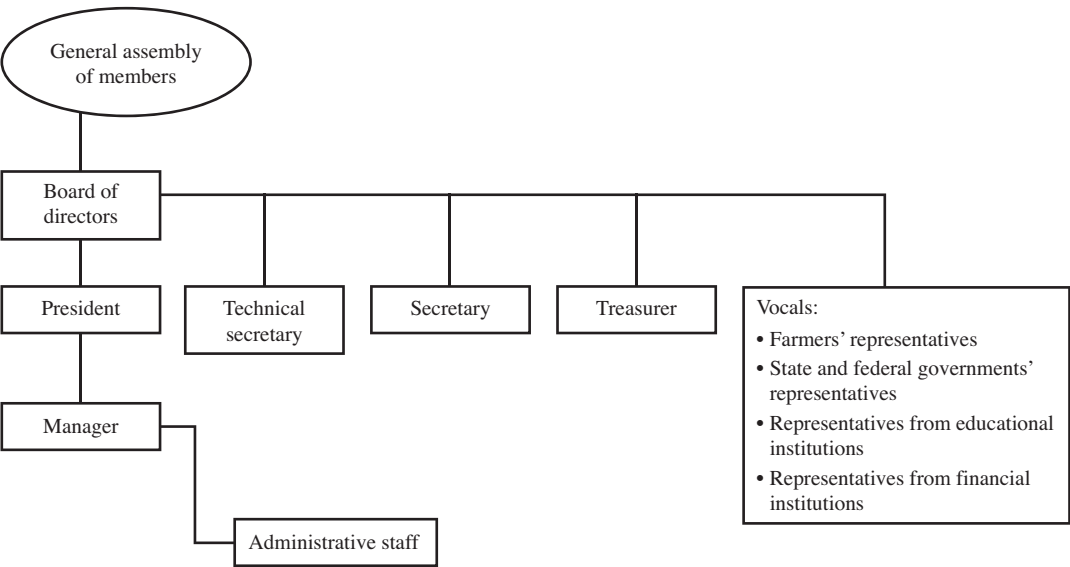 General assembly
of members
Board of
directors
President
Technical
secretary
Secretary
Treasurer
Vocals:
• Farmers’ representatives
• State and federal governments’
representatives
• Representatives from educational
institutions
• Representatives from financial
institutions
Manager
Administrative staff